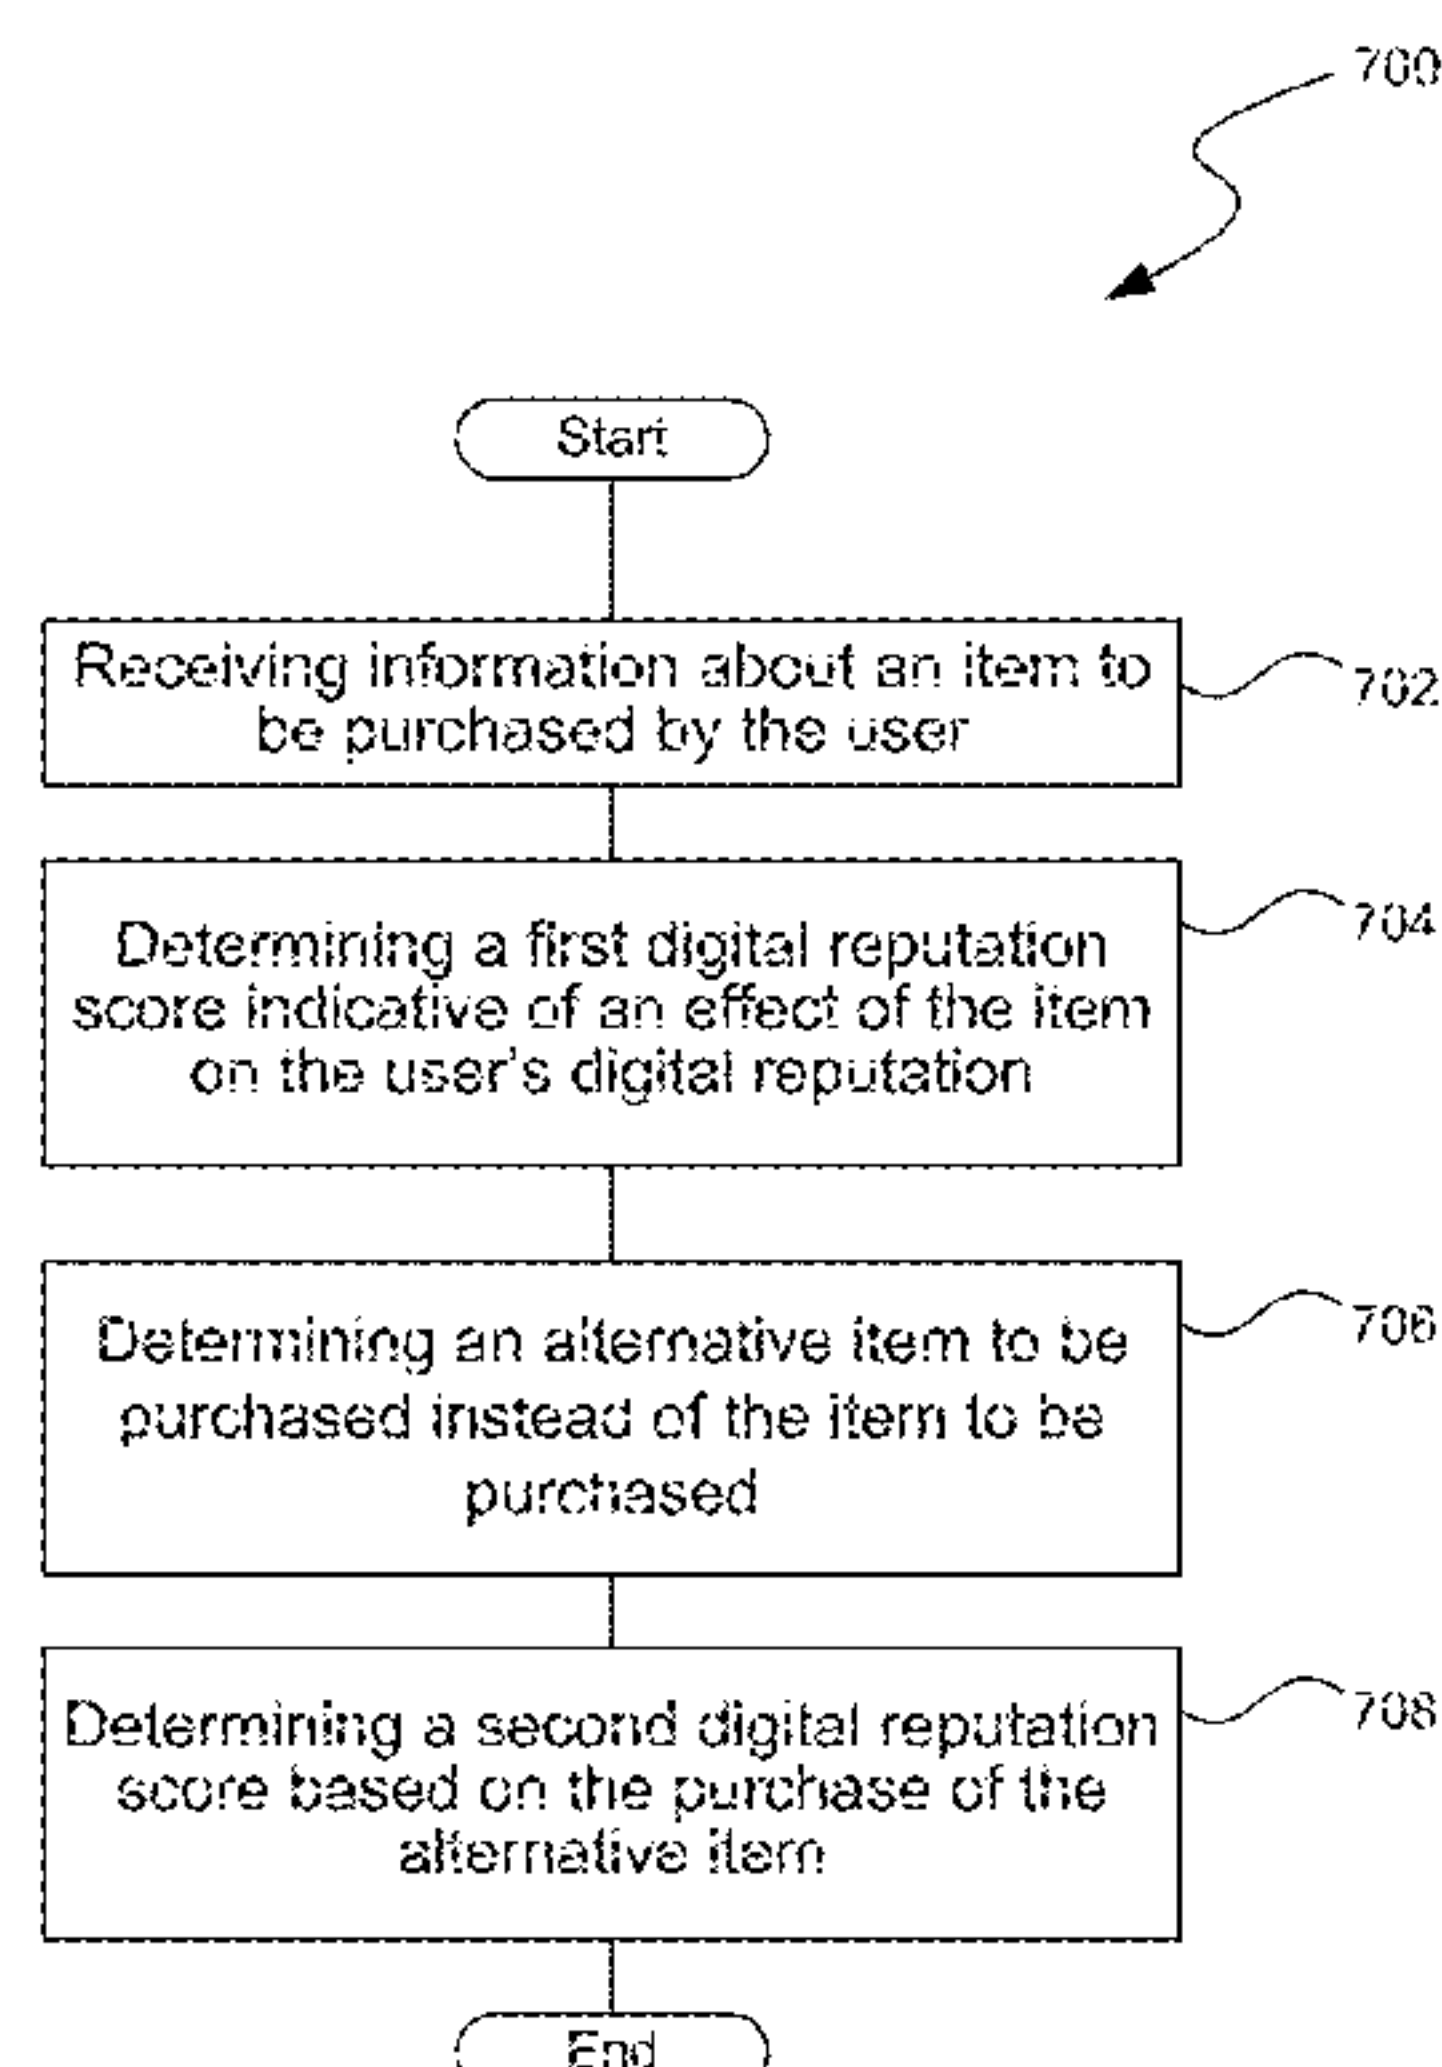 700
Start
Receiving information about an item to
be purchased by the user
702
Determining a first digital reputation
score indicative of an effect of the item
on the user's digital reputation
704
Determining an alternative item to be
purchased instead of the item to be
purchased
706
Determining a second digital reputation
score based on the purchase of the
alternative item
708
End